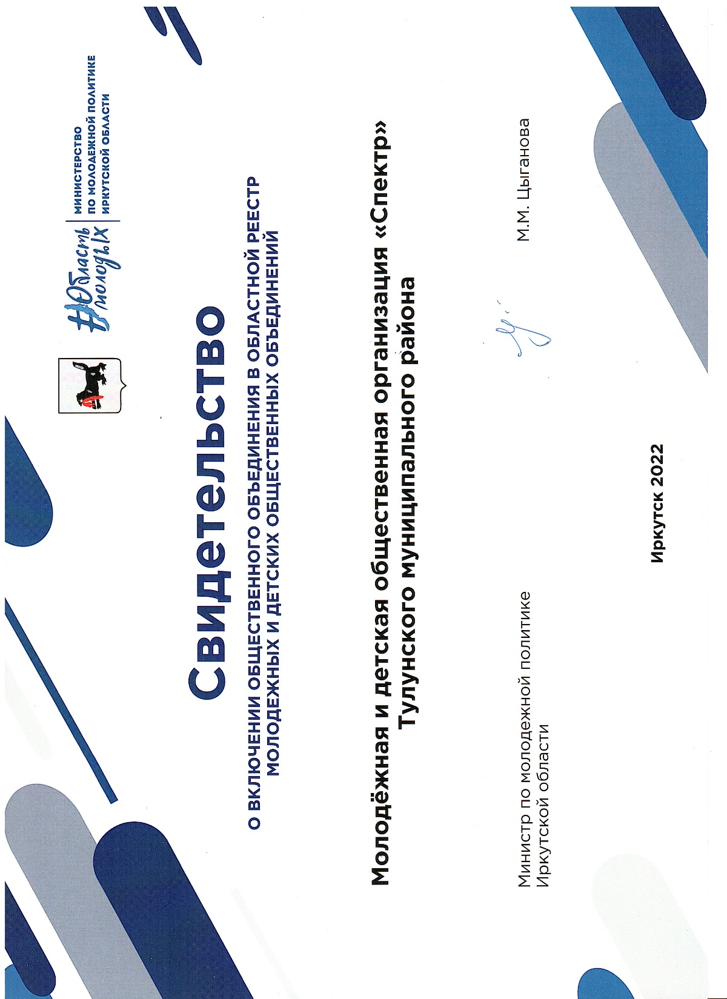 #Область
молодых
МИНИСТЕРСТВО
ПО МОЛОДЕЖНОЙ ПОЛИТИКЕ
ИРКУТСКОЙ ОБЛАСТИ
Свидетельство
О ВКЛЮЧЕНИИ ОБЩЕСТВЕННОГО ОБЪЕДИНЕНИЯ В ОБЛАСТНОЙ РЕЕСТР
МОЛОДЕЖНЫХ И ДЕТСКИХ ОБЩЕСТВЕННЫХ ОБЪЕДИНЕНИЙ
Молодёжная и детская общественная организация «Спектр»
Тулунского муниципального района
Министр по молодежной политике
Иркутской области
М.М. Цыганова
Иркутск 2022